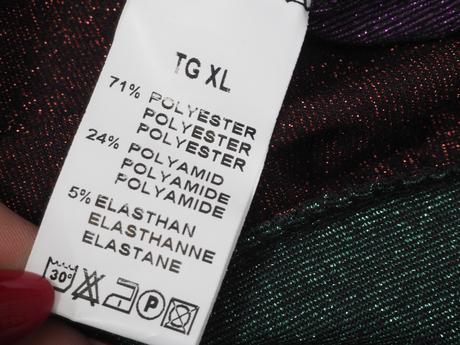 TG XL
71% POLYESTER
POLYESTER
POLYESTER
24% POLYAMID
POLYAMIDE
POLYAMIDE
5% ELASTHAN
ELASTHANNE
ELASTANE
30° P